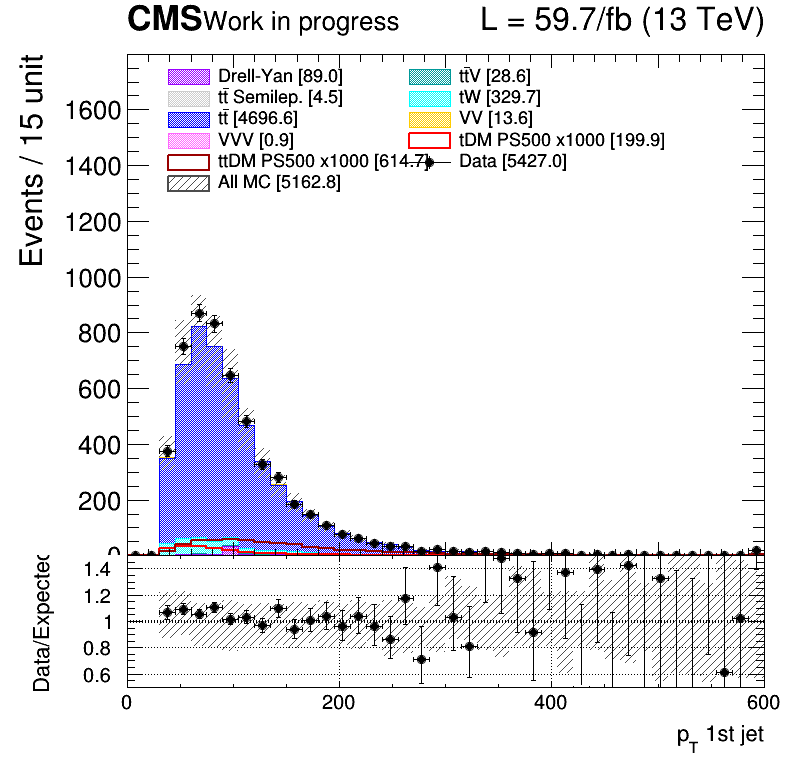 CMS Work in progress L = 59.7/fb (13 TeV)
Events / 15 unit
1600
1400
1200
1000
800
600
400
200
0
Drell-Yan [89.0] tt̄V [28.6]
tt̄ Semilep. [4.5] tW [329.7]
tt̄ [4696.6] VV [13.6]
VVV [0.9] tDM PS500 x1000 [199.9]
ttDM PS500 x1000 [614.7] Data [5427.0]
All MC [5162.8]
Data/Expected
1.4
1.2
1
0.8
0.6
0 200 400 600
p_T 1st jet